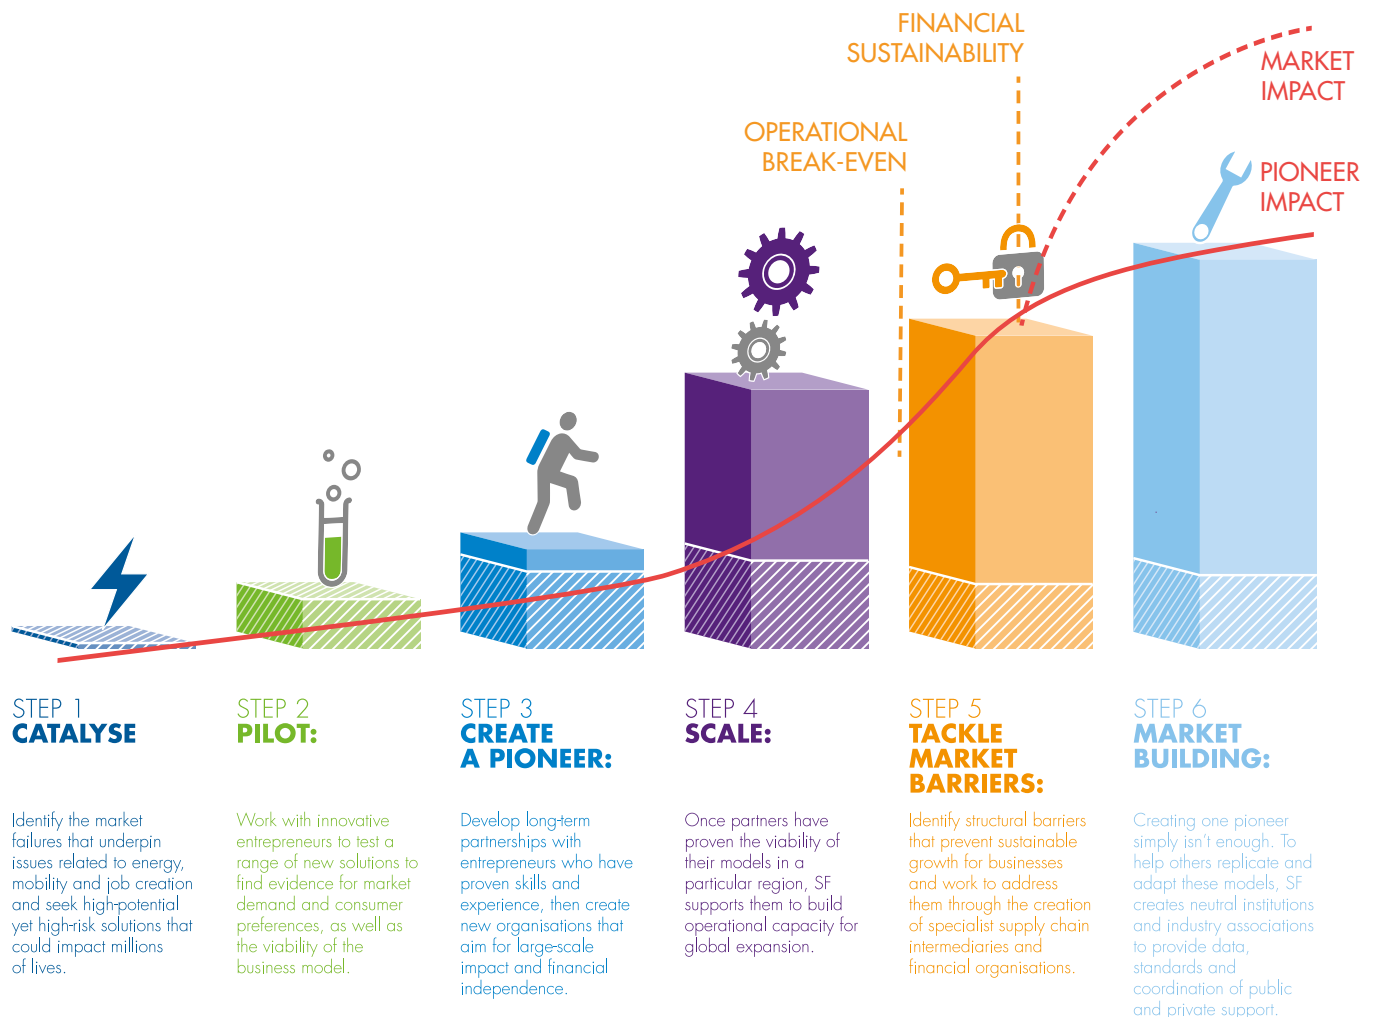 FINANCIAL
SUSTAINABILITY
MARKET
IMPACT
OPERATIONAL
BREAK-EVEN
PIONEER
IMPACT
STEP 1
CATALYSE
Identify the market
failures that underpin
issues related to energy,
mobility and job creation
and seek high-potential
yet high-risk solutions that
could impact millions
of lives.
STEP 2
PILOT:
Work with innovative
entrepreneurs to test a
range of new solutions to
find evidence for market
demand and consumer
preferences, as well as
the viability of the
business model.
STEP 3
CREATE
A PIONEER:
Develop long-term
partnerships with
entrepreneurs who have
proven skills and
experience, then create
new organisations that
aim for large-scale
impact and financial
independence.
STEP 4
SCALE:
Once partners have
proven the viability of
their models in a
particular region, SF
supports them to build
operational capacity for
global expansion.
STEP 5
TACKLE
MARKET
BARRIERS:
Identify structural barriers
that prevent sustainable
growth for businesses
and work to address
them through the creation
of specialist supply chain
intermediaries and
financial organisations.
STEP 6
MARKET
BUILDING:
Creating one pioneer
simply isn't enough. To
help others replicate and
adapt these models, SF
creates neutral institutions
and industry associations
to provide data,
standards and
coordination of public
and private support.